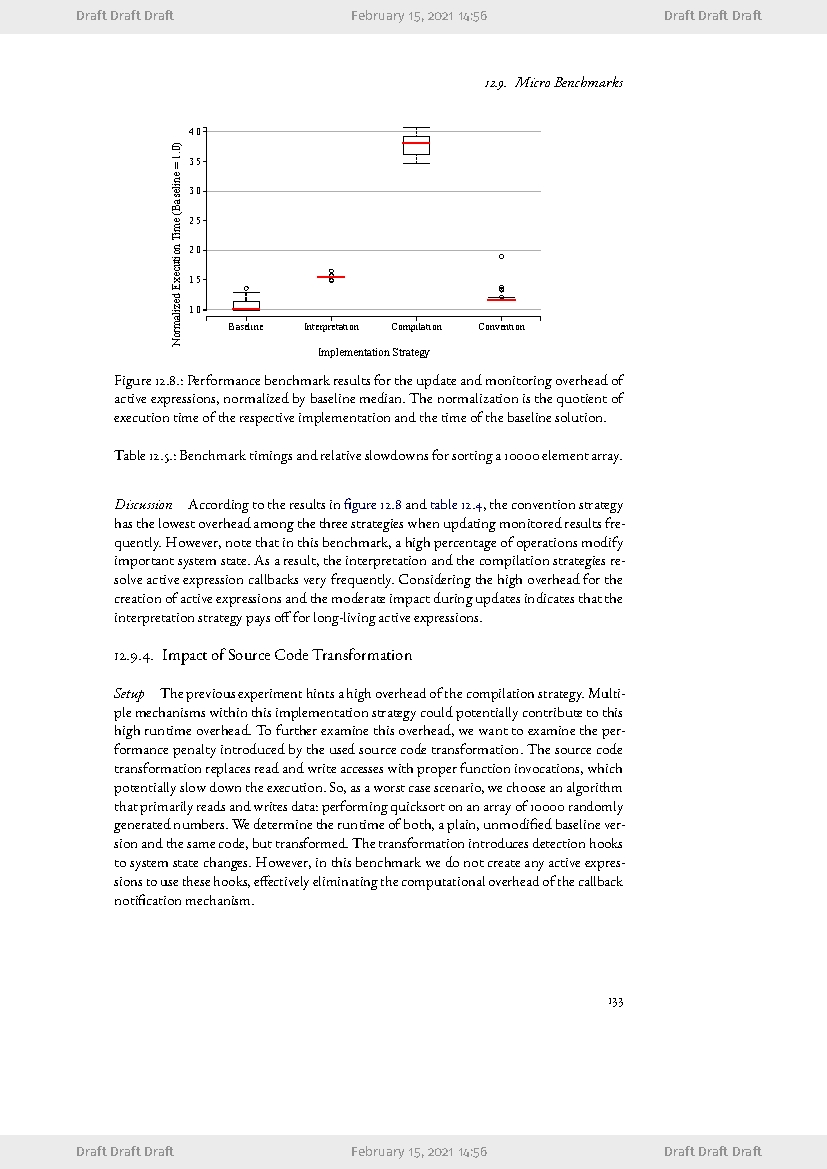 Draft Draft Draft February 15, 2021 14:56 Draft Draft Draft
12.9. Micro Benchmarks
4 0
3 5
3 0
2 5
2 0
1 5
1 0
Normalized Execution Time (Baseline = 1.0)
Baseline Interpretation Compilation Convention
Implementation Strategy
Figure 12.8.: Performance benchmark results for the update and monitoring overhead of
active expressions, normalized by baseline median. The normalization is the quotient of
execution time of the respective implementation and the time of the baseline solution.
Table 12.5.: Benchmark timings and relative slowdowns for sorting a 10000 element array.
Discussion According to the results in figure 12.8 and table 12.4, the convention strategy
has the lowest overhead among the three strategies when updating monitored results fre-
quently. However, note that in this benchmark, a high percentage of operations modify
important system state. As a result, the interpretation and the compilation strategies re-
solve active expression callbacks very frequently. Considering the high overhead for the
creation of active expressions and the moderate impact during updates indicates that the
interpretation strategy pays off for long-living active expressions.
12.9.4. Impact of Source Code Transformation
Setup The previous experiment hints a high overhead of the compilation strategy. Multi-
ple mechanisms within this implementation strategy could potentially contribute to this
high runtime overhead. To further examine this overhead, we want to examine the per-
formance penalty introduced by the used source code transformation. The source code
transformation replaces read and write accesses with proper function invocations, which
potentially slow down the execution. So, as a worst case scenario, we choose an algorithm
that primarily reads and writes data: performing quicksort on an array of 10000 randomly
generated numbers. We determine the runtime of both, a plain, unmodified baseline ver-
sion and the same code, but transformed. The transformation introduces detection hooks
to system state changes. However, in this benchmark we do not create any active expres-
sions to use these hooks, effectively eliminating the computational overhead of the callback
notification mechanism.
133
Draft Draft Draft February 15, 2021 14:56 Draft Draft Draft